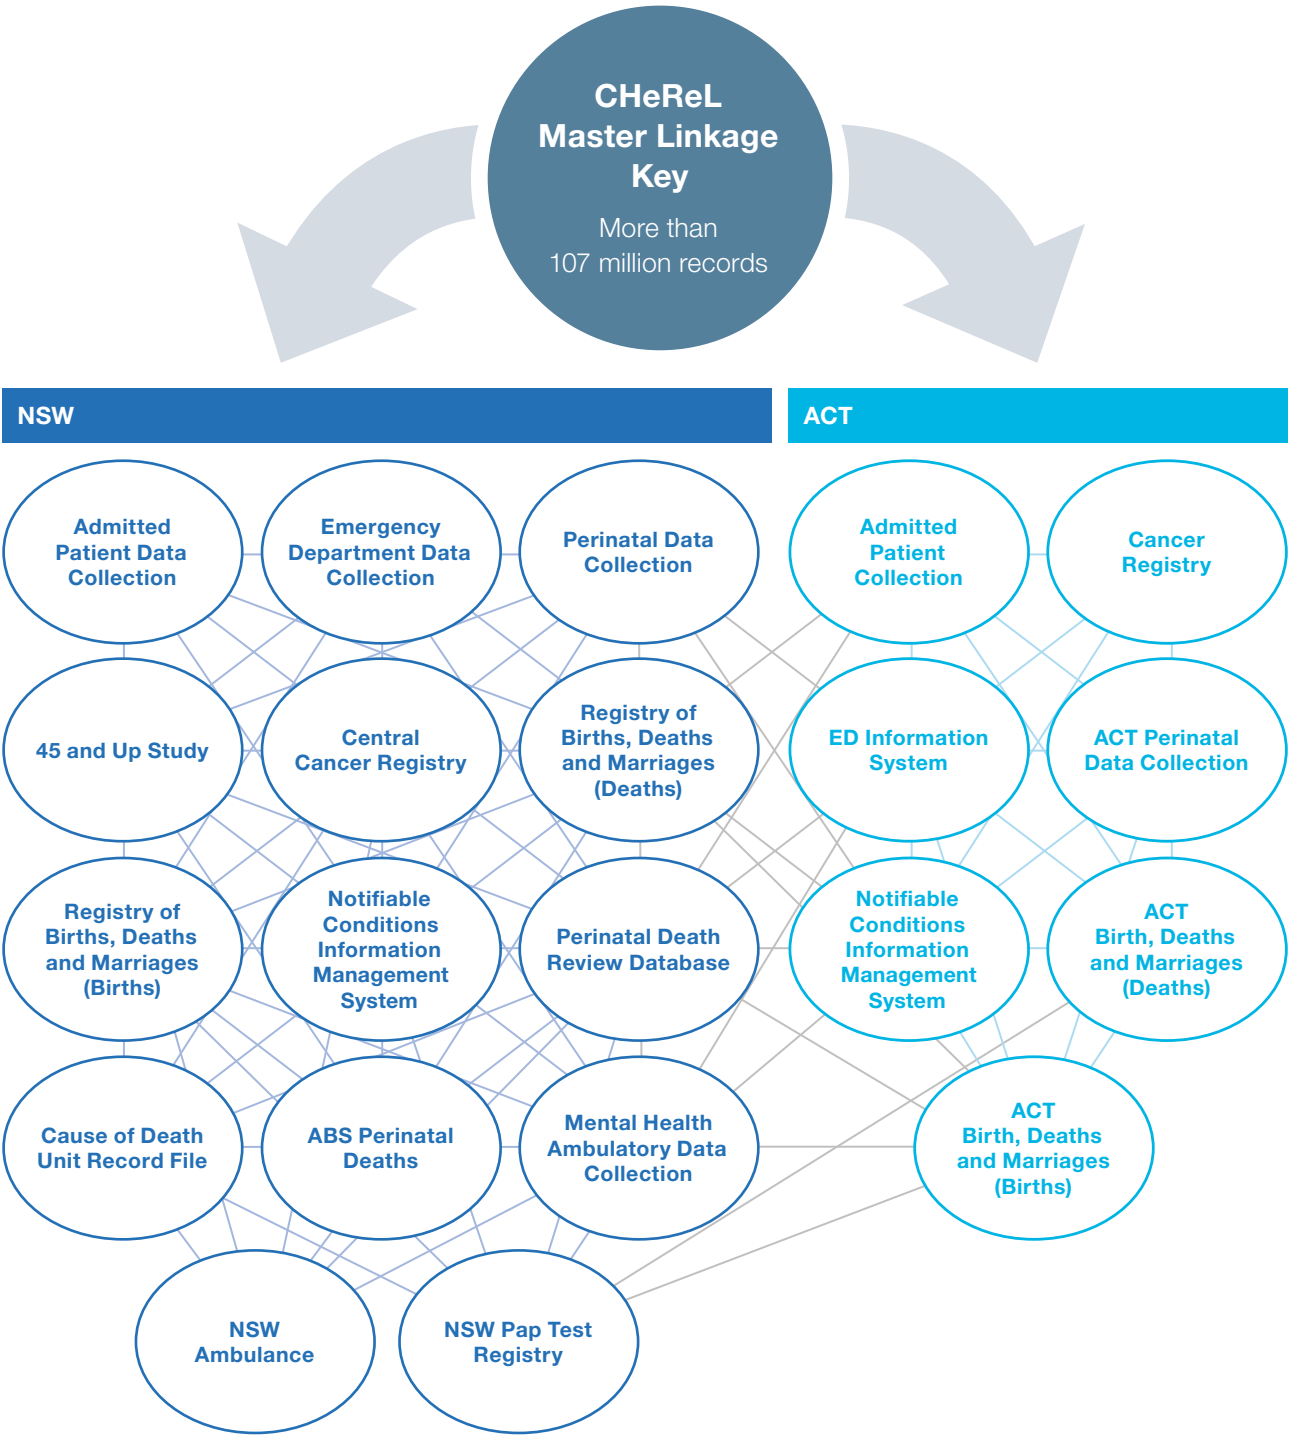 CHeReL
Master Linkage
Key
More than
107 million records
NSW
ACT
Admitted
Patient Data
Collection
Emergency
Department Data
Collection
Perinatal Data
Collection
Admitted
Patient
Collection
Cancer
Registry
45 and Up Study
Central
Cancer Registry
Registry of
Births, Deaths
and Marriages
(Deaths)
ED Information
System
ACT Perinatal
Data Collection
Registry of
Births, Deaths
and Marriages
(Births)
Notifiable
Conditions
Information
Management
System
Perinatal Death
Review Database
Notifiable
Conditions
Information
Management
System
ACT
Birth, Deaths
and Marriages
(Deaths)
Cause of Death
Unit Record File
ABS Perinatal
Deaths
Mental Health
Ambulatory Data
Collection
ACT
Birth, Deaths
and Marriages
(Births)
NSW
Ambulance
NSW Pap Test
Registry